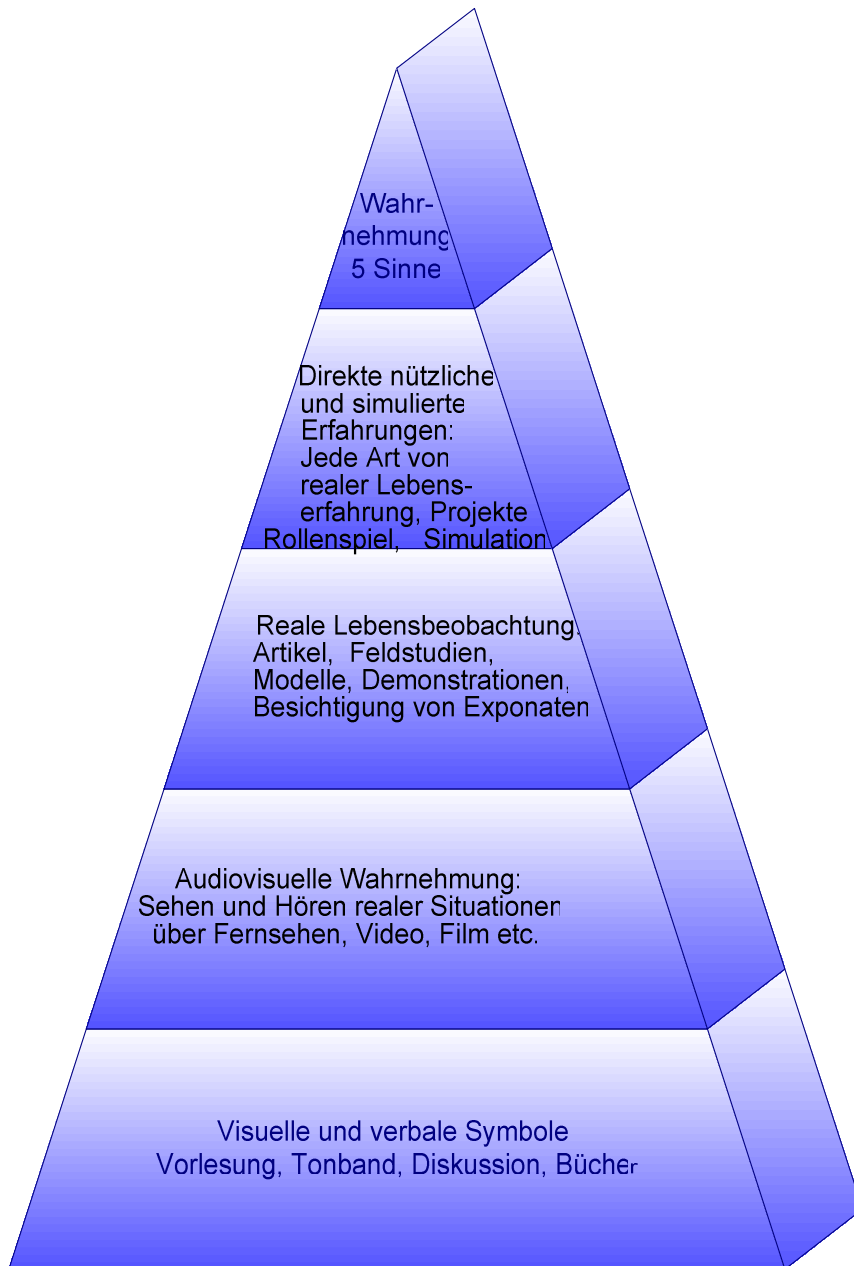 Wahr-
nehmung
5 Sinne
Direkte nützliche
und simulierte
Erfahrungen:
Jede Art von
realer Lebens-
erfahrung, Projekte
Rollenspiel, Simulation
Reale Lebensbeobachtung:
Artikel, Feldstudien,
Modelle, Demonstrationen,
Besichtigung von Exponaten
Audiovisuelle Wahrnehmung:
Sehen und Hören realer Situationen
über Fernsehen, Video, Film etc.
Visuelle und verbale Symbole
Vorlesung, Tonband, Diskussion, Bücher